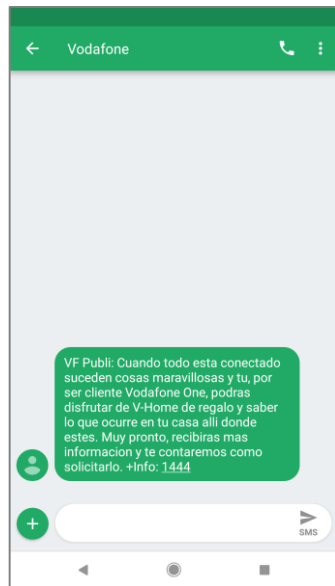 Vodafone
VF Publi: Cuando todo esta conectado
suceden cosas maravillosas y tu, por
ser cliente Vodafone One, podras
disfrutar de V-Home de regalo y saber
lo que ocurre en tu casa alli donde
estes. Muy pronto, recibiras mas
informacion y te contaremos como
solicitarlo. +Info: 1444
SMS